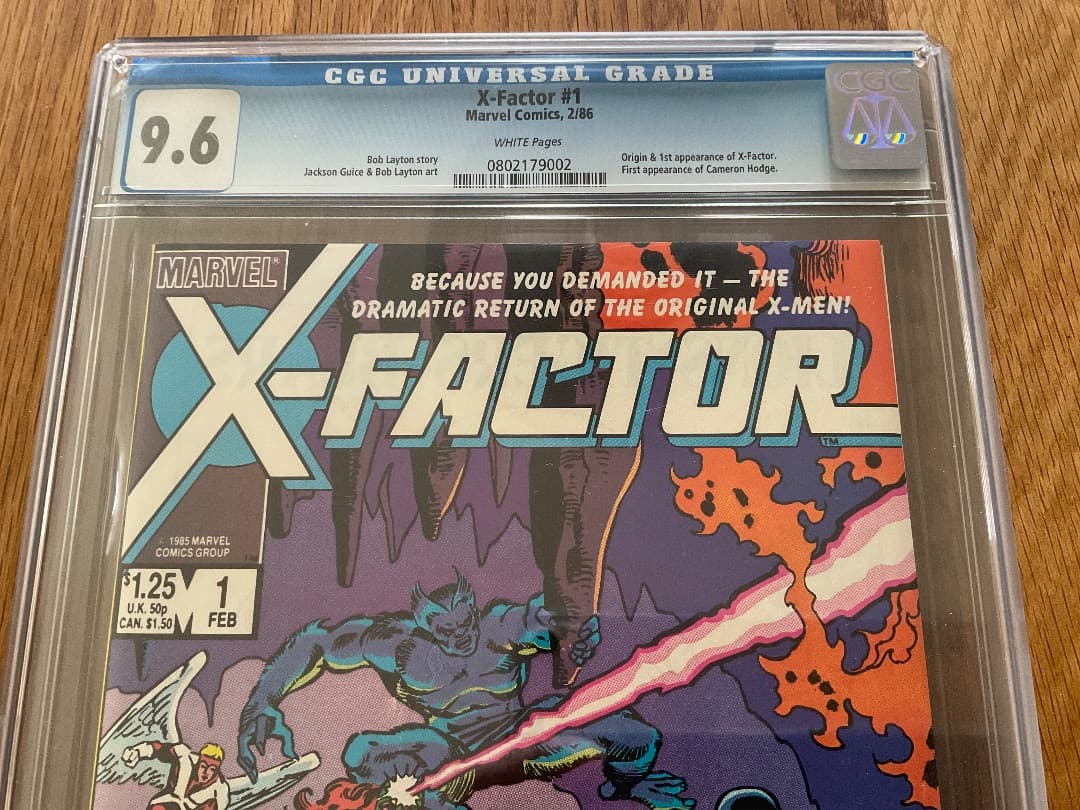 CGC UNIVERSAL GRADE
CGC
9.6
X-Factor #1
Marvel Comics, 2/86
WHITE Pages
Bob Layton story
Jackson Guice & Bob Layton art
0802179002
Origin & 1st appearance of X-Factor.
First appearance of Cameron Hodge.
MARVEL®
BECAUSE YOU DEMANDED IT — THE
DRAMATIC RETURN OF THE ORIGINAL X-MEN!
X-FACTOR
TM
© 1985 MARVEL
COMICS GROUP
$1.25
U.K. 50p
CAN. $1.50
1
FEB